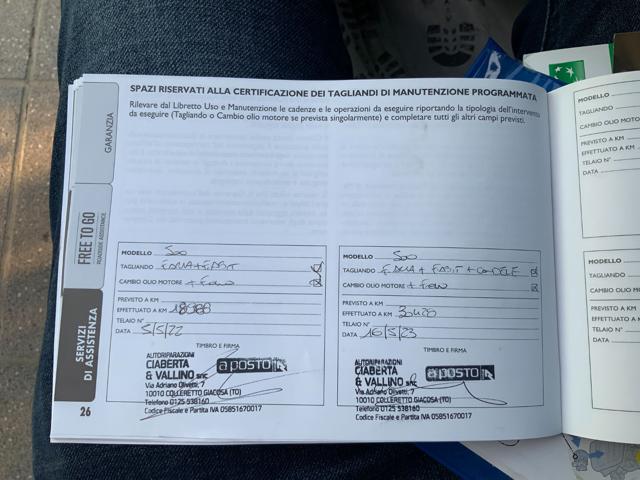 SPAZI RISERVATI ALLA CERTIFICAZIONE DEI TAGLIANDI DI MANUTENZIONE PROGRAMMATA
Rilevare dal Libretto Uso e Manutenzione le cadenze e le operazioni da eseguire riportando la tipologia dell'intervento
da eseguire (Tagliando o Cambio olio motore se prevista singolarmente) e completare tutti gli altri campi previsti.
GARANZIA
FREE TO GO
ROADSIDE ASSISTANCE
SERVIZI
DI ASSISTENZA
26
MODELLO 500
TAGLIANDO
CAMBIO OLIO MOTORE
PREVISTO A KM
EFFETTUATO A KM
TELAIO N°
DATA 5/5/22
TIMBRO E FIRMA
AUTORIPARAZIONI
CIABERTA
& VALLINO snc
a posto
Via Adriano Olivetti, 7
10010 COLLERETTO GIACOSA (TO)
Telefono 0125 538160
Codice Fiscale e Partita IVA 05851670017
MODELLO 500
TAGLIANDO
CAMBIO OLIO MOTORE
PREVISTO A KM
EFFETTUATO A KM
TELAIO N°
DATA 16/5/23
TIMBRO E FIRMA
AUTORIPARAZIONI
CIABERTA
& VALLINO snc
a posto
Via Adriano Olivetti, 7
10010 COLLERETTO GIACOSA (TO)
Telefono 0125 538160
Codice Fiscale e Partita IVA 05851670017
MODELLO
TAGLIANDO
CAMBIO OLIO MOTORE
PREVISTO A KM
EFFETTUATO A KM
TELAIO N°
DATA
MODELLO
TAGLIANDO
CAMBIO OLIO M
PREVISTO A KM
EFFETTUATO A K
TELAIO N°
DATA